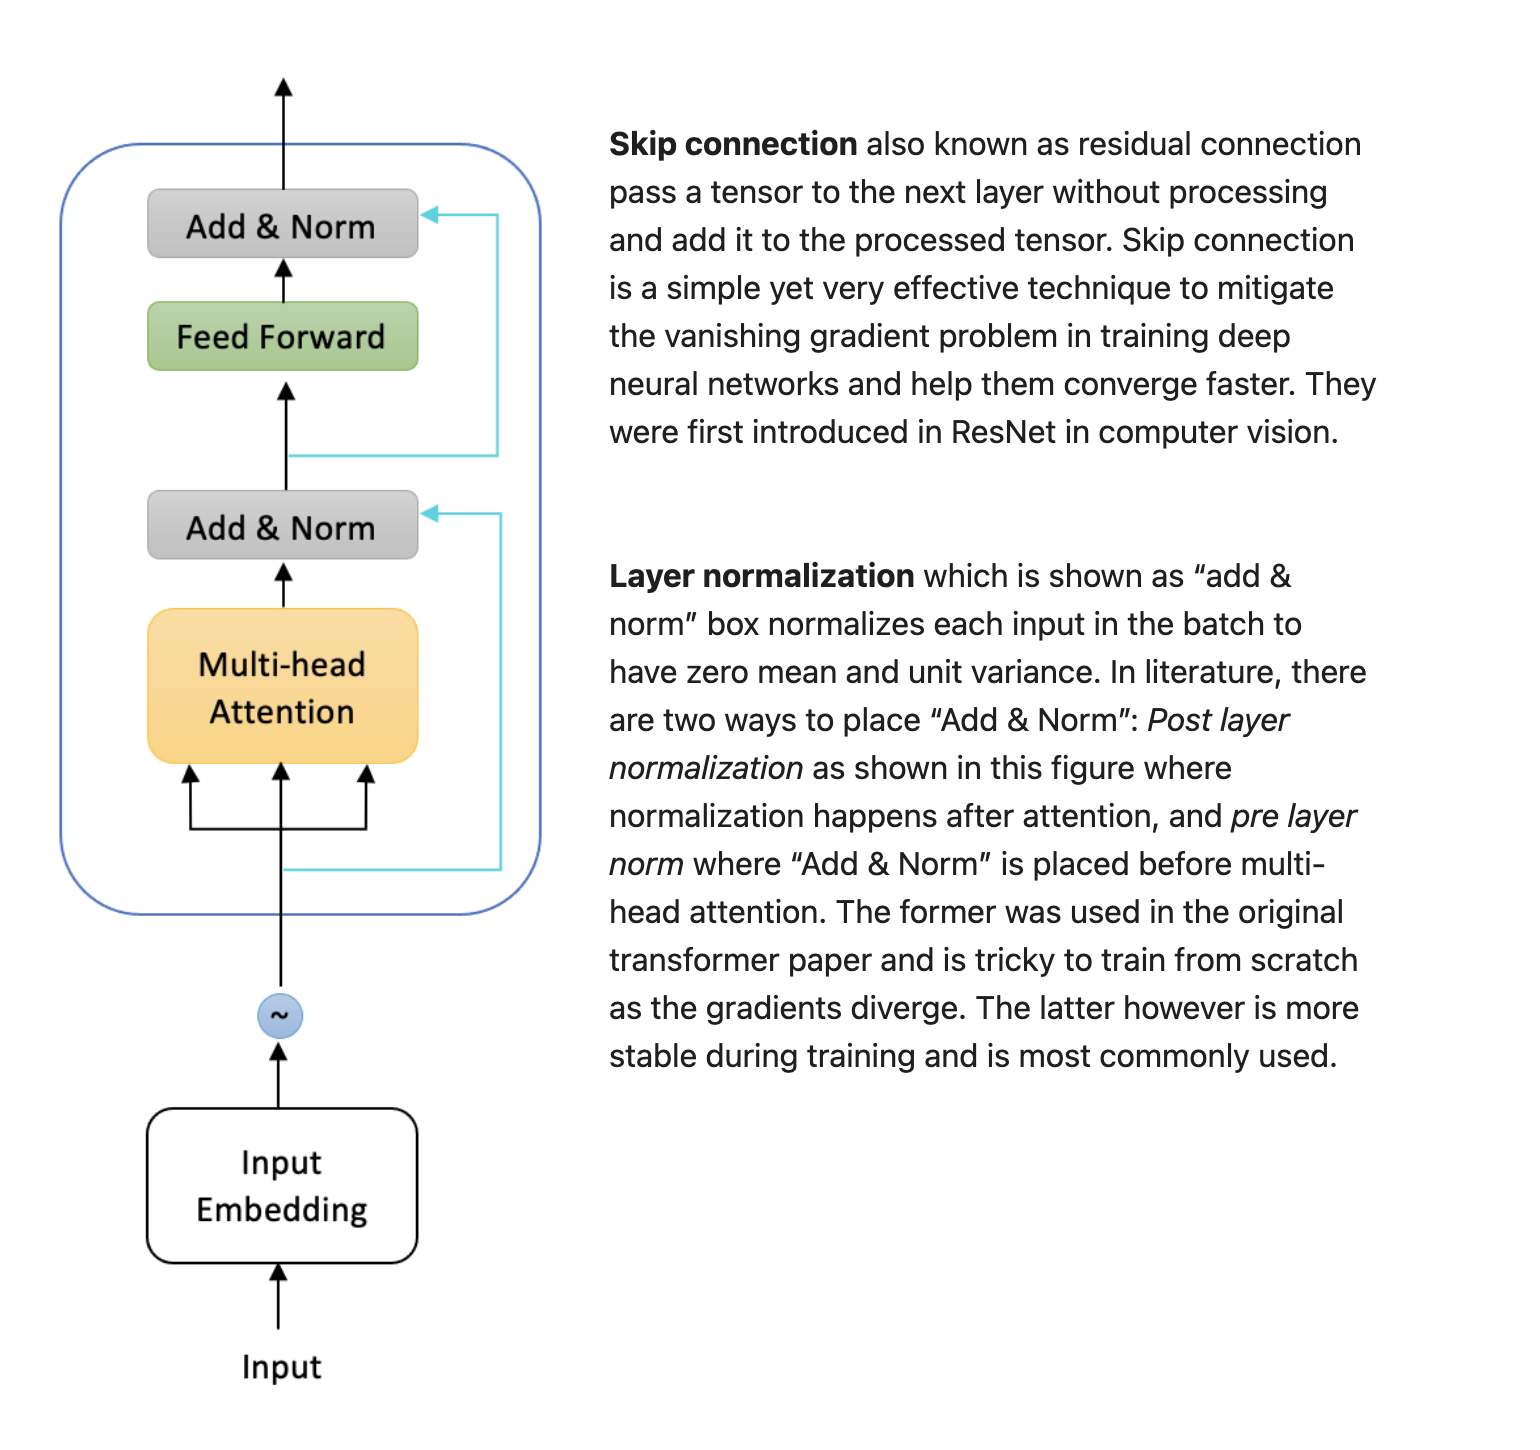 Add & Norm
Feed Forward
Add & Norm
Multi-head
Attention
~
Input
Embedding
Input
Skip connection also known as residual connection
pass a tensor to the next layer without processing
and add it to the processed tensor. Skip connection
is a simple yet very effective technique to mitigate
the vanishing gradient problem in training deep
neural networks and help them converge faster. They
were first introduced in ResNet in computer vision.
Layer normalization which is shown as “add &
norm” box normalizes each input in the batch to
have zero mean and unit variance. In literature, there
are two ways to place “Add & Norm”: Post layer
normalization as shown in this figure where
normalization happens after attention, and pre layer
norm where “Add & Norm” is placed before multi-
head attention. The former was used in the original
transformer paper and is tricky to train from scratch
as the gradients diverge. The latter however is more
stable during training and is most commonly used.